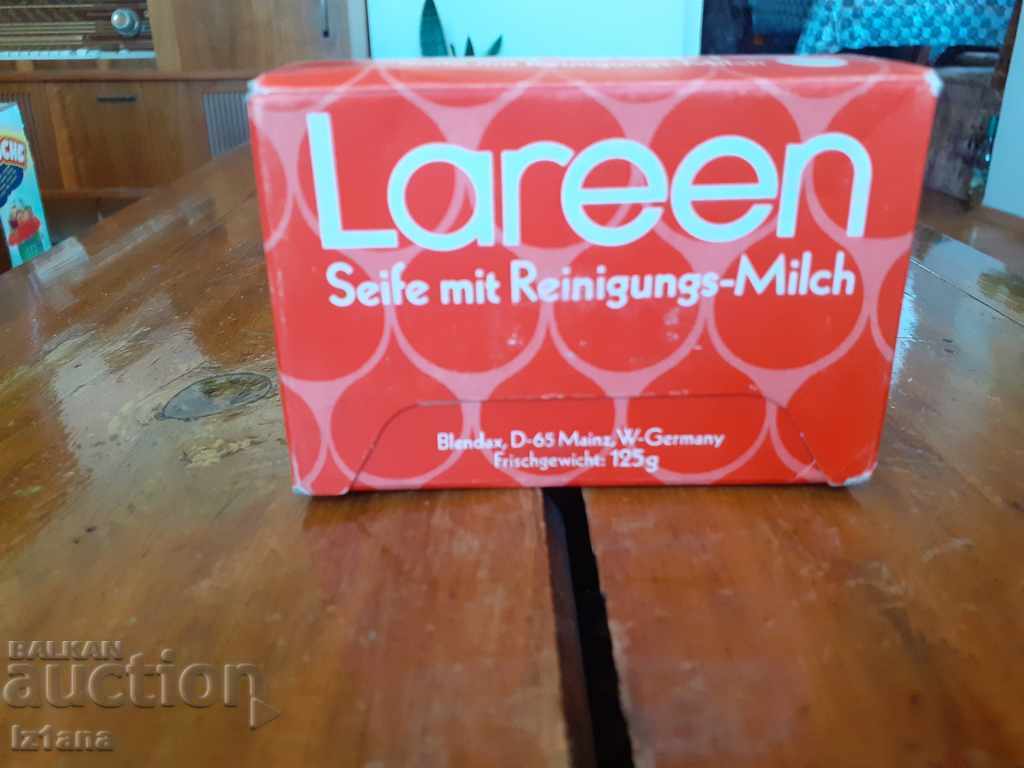 Lareen
Seife mit Reinigungs-Milch
Blendax, D-65 Mainz, W-Germany
Frischgewicht: 125g
BALKAN
auction
iz1ana